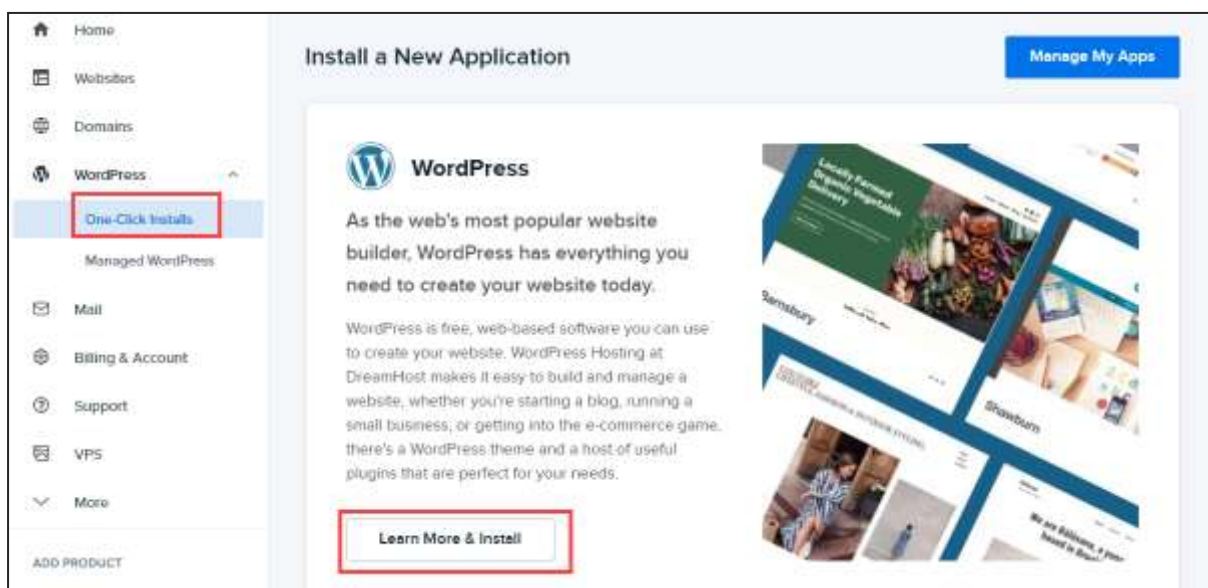 Home
Websites
Domains
WordPress
One-Click Installs
Managed WordPress
Mail
Billing & Account
Support
VPS
More
ADD PRODUCT
Install a New Application
Manage My Apps
WordPress
As the web's most popular website
builder, WordPress has everything you
need to create your website today.
WordPress is free, web-based software you can use
to create your website. WordPress Hosting at
DreamHost makes it easy to build and manage a
website, whether you're starting a blog, running a
small business, or getting into the e-commerce game,
there's a WordPress theme and a host of useful
plugins that are perfect for your needs.
Learn More & Install
Locally Farmed
Organic Vegetable
Delivery
Barnsbury
Shawburn
We are
based in